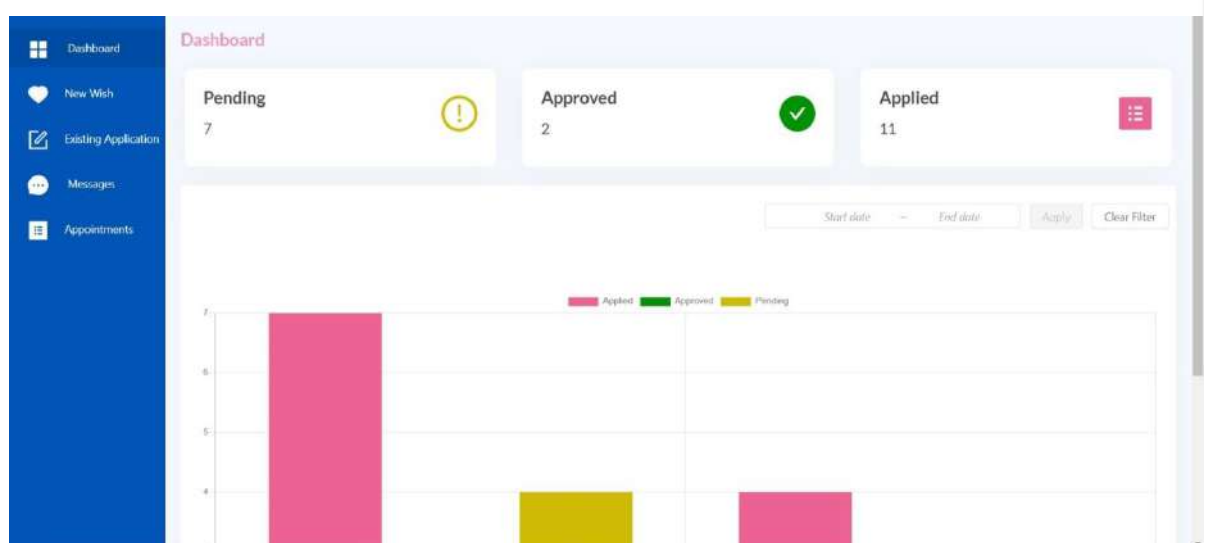 Dashboard
New Wish
Existing Application
Messages
Appointments
Dashboard
Pending
7
Approved
2
Applied
11
Start date – End date Apply Clear Filter
Applied Approved Pending
7
6
5
4